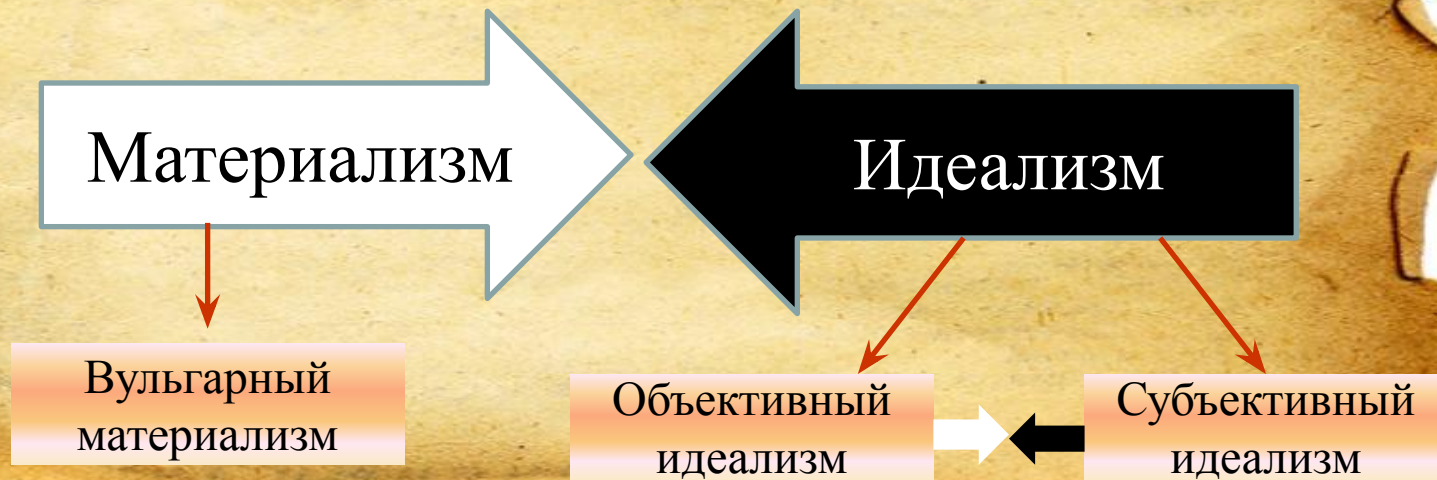 Материализм
Идеализм
Вульгарный
материализм
Объективный
идеализм
Субъективный
идеализм